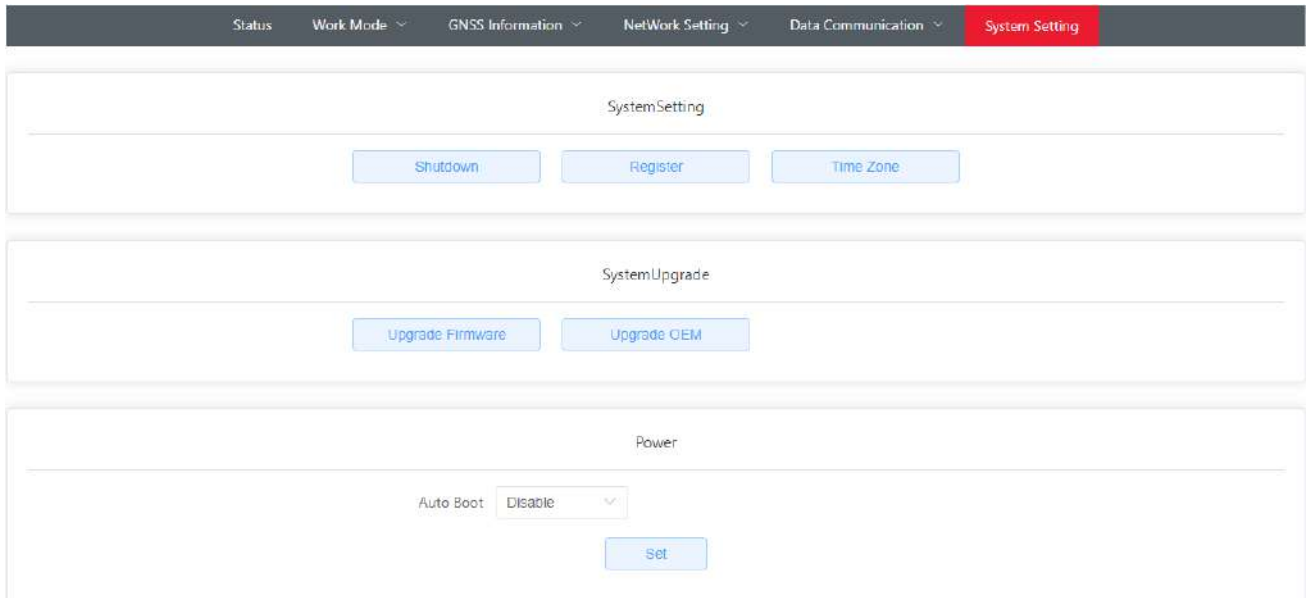 Status Work Mode GNSS Information NetWork Setting Data Communication System Setting
SystemSetting
Shutdown Register Time Zone
SystemUpgrade
Upgrade Firmware Upgrade OEM
Power
Auto Boot Disable
Set